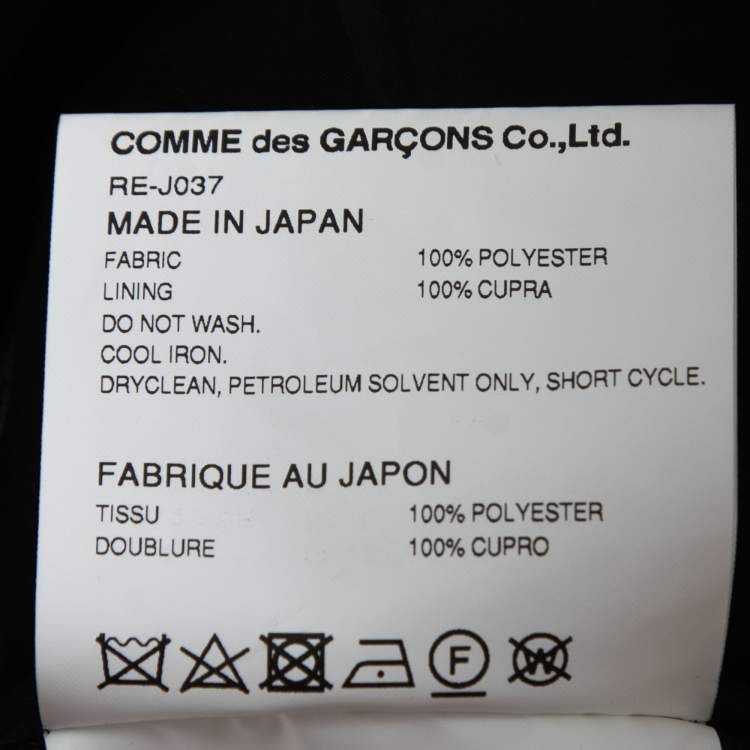 COMME des GARÇONS Co.,Ltd.
RE-J037
MADE IN JAPAN
FABRIC 100% POLYESTER
LINING 100% CUPRA
DO NOT WASH.
COOL IRON.
DRYCLEAN, PETROLEUM SOLVENT ONLY, SHORT CYCLE.
FABRIQUE AU JAPON
TISSU 100% POLYESTER
DOUBLURE 100% CUPRO
F W